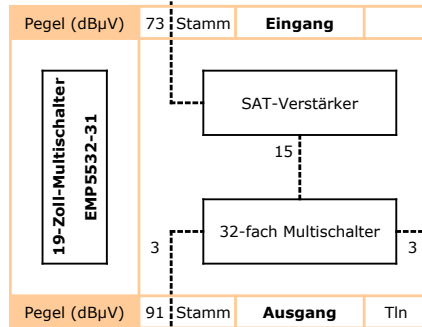 Pegel (dBµV) 73 Stamm Eingang
SAT-Verstärker
15
19-Zoll-Multischalter
EMP5532-31
32-fach Multischalter
3 3
Pegel (dBµV) 91 Stamm Ausgang Tln